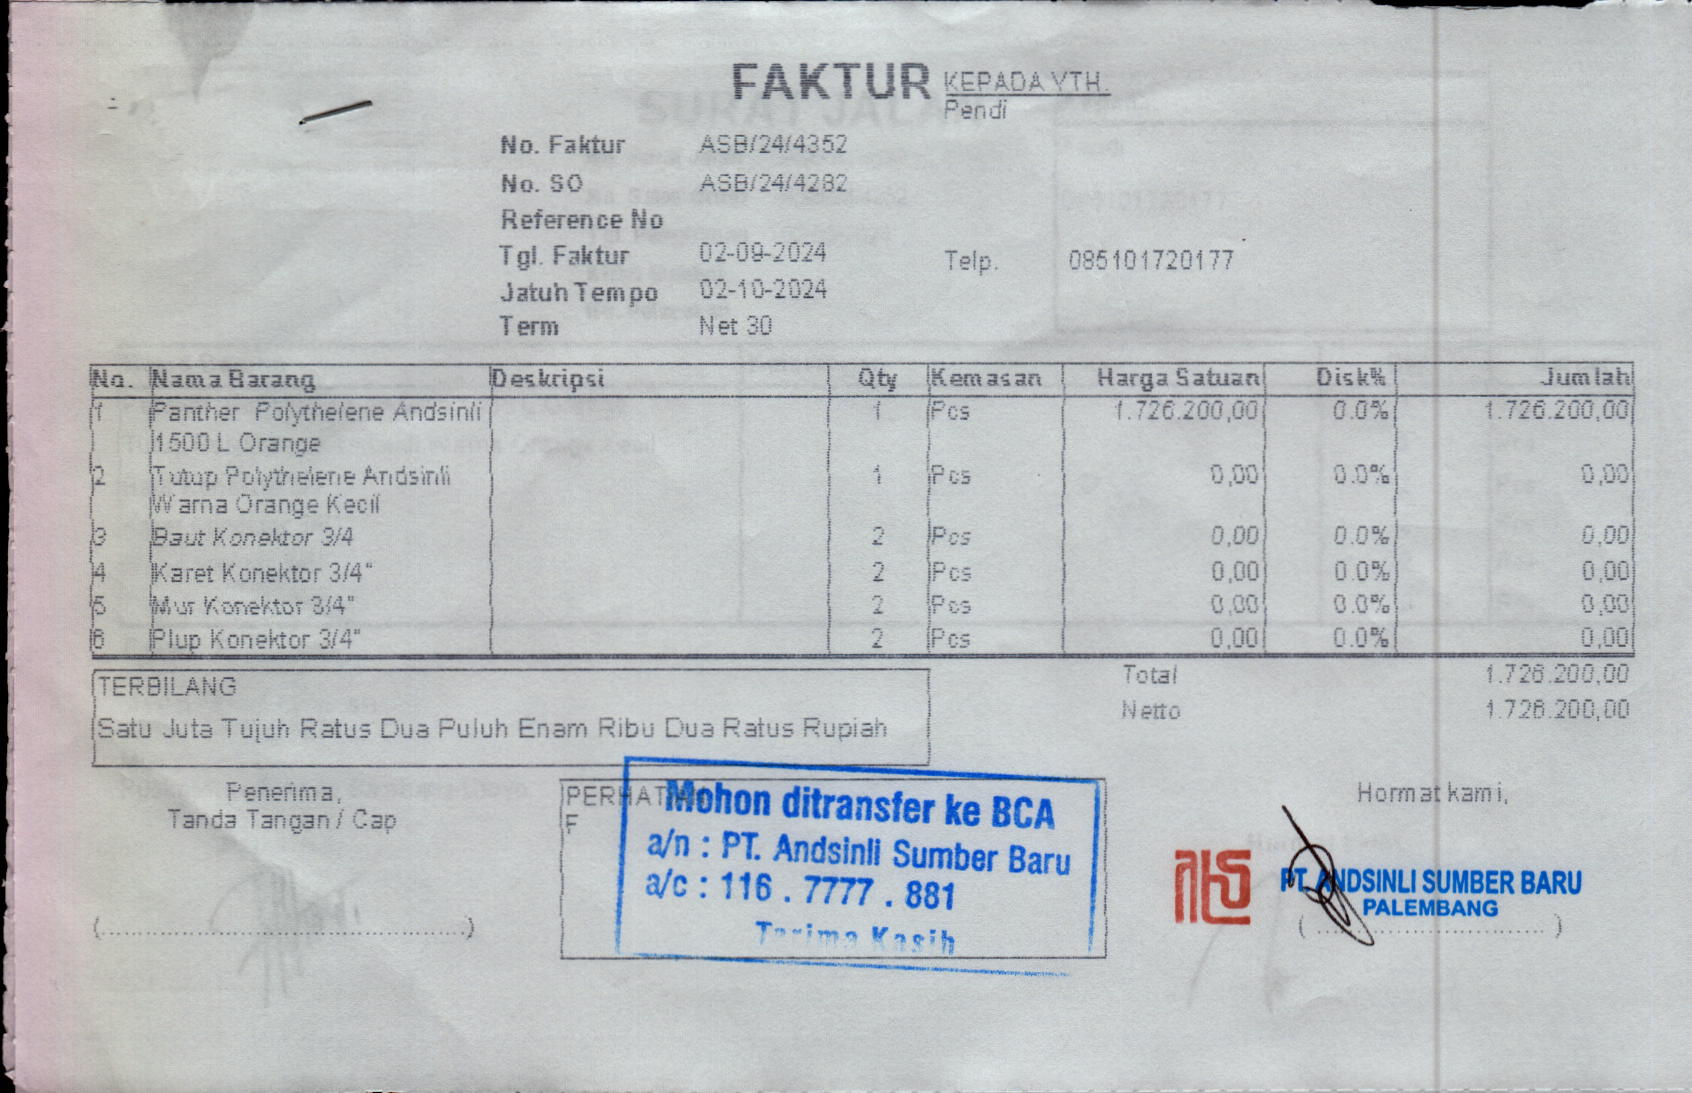 FAKTUR
KEPADA YTH.
Pendi
No. Faktur ASB/24/4352
No. SO ASB/24/4282
Reference No
Tgl. Faktur 02-09-2024
Telp. 085101720177
Jatuh Tempo 02-10-2024
Term Net 30
No. Nama Barang Deskripsi Qty Kemasan Harga Satuan Disk% Jumlah
1 Panther Polythelene Andsinli 1 Pcs 1.726.200,00 0.0% 1.726.200,00
1500 L Orange
2 Tutup Polythelene Andsinli 1 Pcs 0,00 0.0% 0,00
Warna Orange Kecil
3 Baut Konektor 3/4 2 Pcs 0,00 0.0% 0,00
4 Karet Konektor 3/4" 2 Pcs 0,00 0.0% 0,00
5 Mur Konektor 3/4" 2 Pcs 0,00 0.0% 0,00
6 Plup Konektor 3/4" 2 Pcs 0,00 0.0% 0,00
Total 1.726.200,00
Netto 1.726.200,00
TERBILANG
Satu Juta Tujuh Ratus Dua Puluh Enam Ribu Dua Ratus Rupiah
Penerima,
Tanda Tangan / Cap
(....................................................)
PERHAT
F
Mohon ditransfer ke BCA
a/n : PT. Andsinli Sumber Baru
a/c : 116 . 7777 . 881
Tarima Kasih
Hormat kami,
PT. ANDSINLI SUMBER BARU
PALEMBANG
(................................)